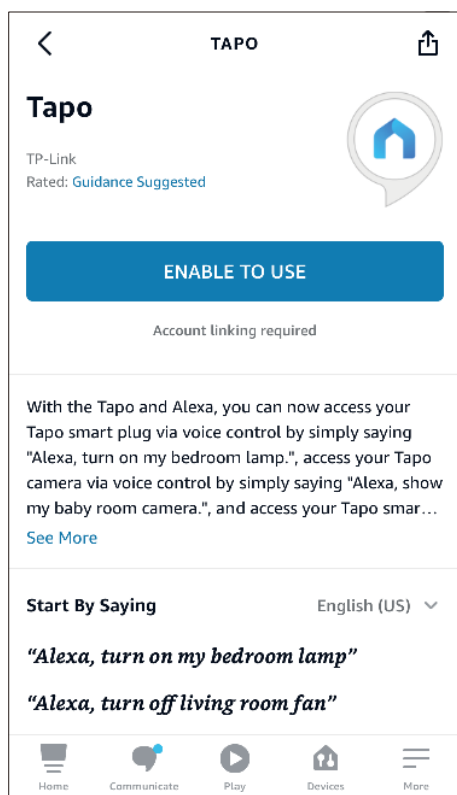 TAPO
Tapo
TP-Link
Rated: Guidance Suggested
ENABLE TO USE
Account linking required
With the Tapo and Alexa, you can now access your
Tapo smart plug via voice control by simply saying
"Alexa, turn on my bedroom lamp.", access your Tapo
camera via voice control by simply saying "Alexa, show
my baby room camera.", and access your Tapo smar...
See More
Start By Saying English (US)
“Alexa, turn on my bedroom lamp”
“Alexa, turn off living room fan”
Home Communicate Play Devices More